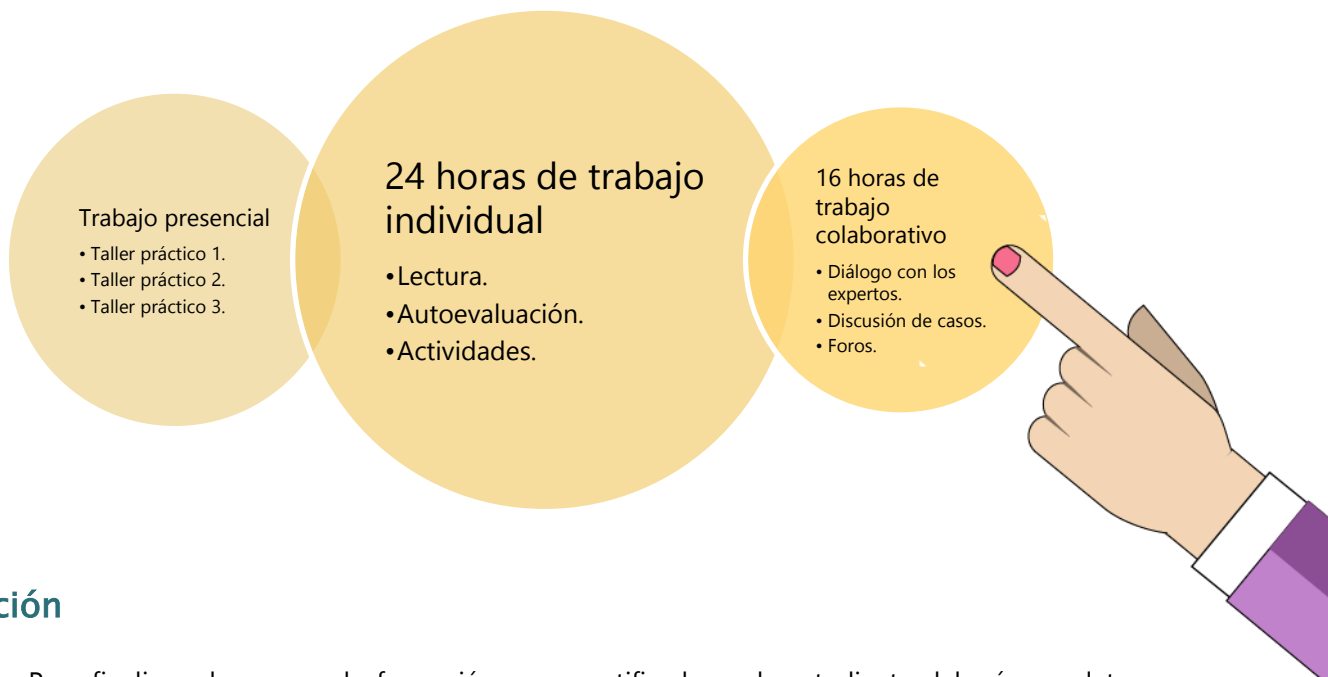 Trabajo presencial
• Taller práctico 1.
• Taller práctico 2.
• Taller práctico 3.
24 horas de trabajo
individual
•Lectura.
•Autoevaluación.
•Actividades.
16 horas de
trabajo
colaborativo
• Diálogo con los
expertos.
• Discusión de casos.
• Foros.
ción